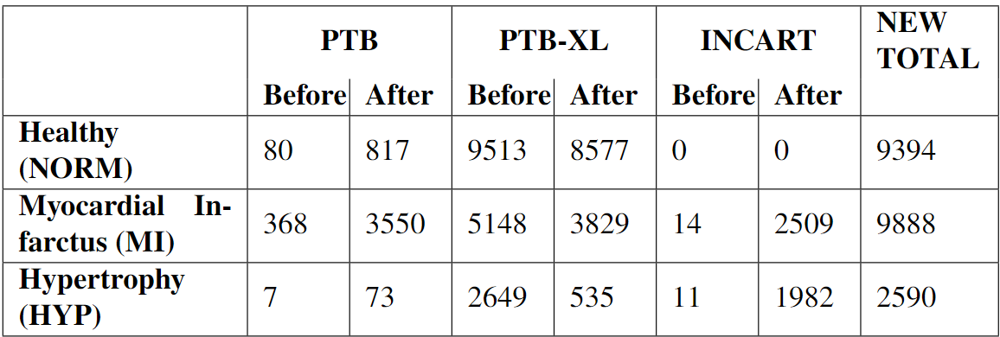 PTB PTB-XL INCART NEW TOTAL
Before After Before After Before After
Healthy (NORM) 80 817 9513 8577 0 0 9394
Myocardial In-
farctus (MI) 368 3550 5148 3829 14 2509 9888
Hypertrophy (HYP) 7 73 2649 535 11 1982 2590